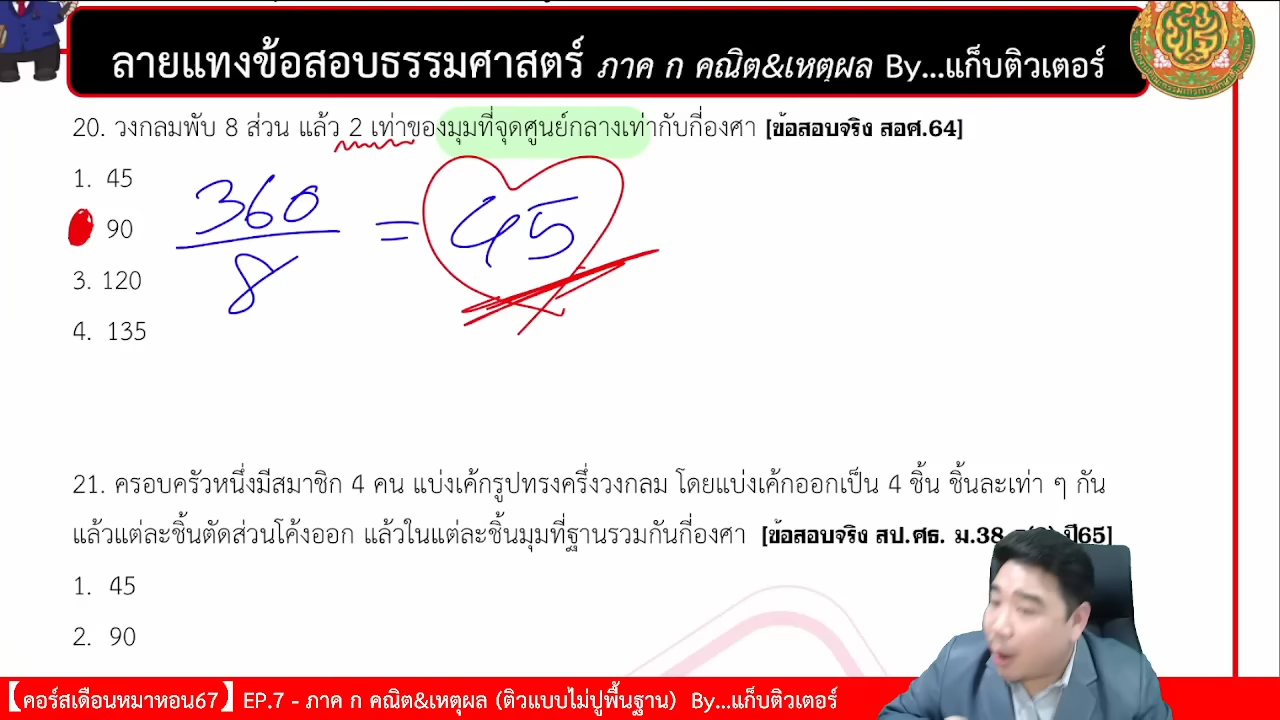 ลายแทงข้อสอบธรรมศาสตร์ ภาค ก คณิต&เหตุผล By...แก็บติวเตอร์
20. วงกลมพับ 8 ส่วน แล้ว 2 เท่าของมุมที่จุดศูนย์กลางเท่ากับกี่องศา [ข้อสอบจริง สอศ.64]
1. 45
90
3. 120
4. 135
360
8
= 45
21. ครอบครัวหนึ่งมีสมาชิก 4 คน แบ่งเค้กรูปทรงครึ่งวงกลม โดยแบ่งเค้กออกเป็น 4 ชิ้น ชิ้นละเท่า ๆ กัน
แล้วแต่ละชิ้นตัดส่วนโค้งออก แล้วในแต่ละชิ้นมุมที่ฐานรวมกันกี่องศา [ข้อสอบจริง สป.ศธ. ม.38 ปี65]
1. 45
2. 90
【คอร์สเดือนหมาหอน67】 EP.7 - ภาค ก คณิต&เหตุผล (ติวแบบไม่ปูพื้นฐาน) By...แก็บติวเตอร์